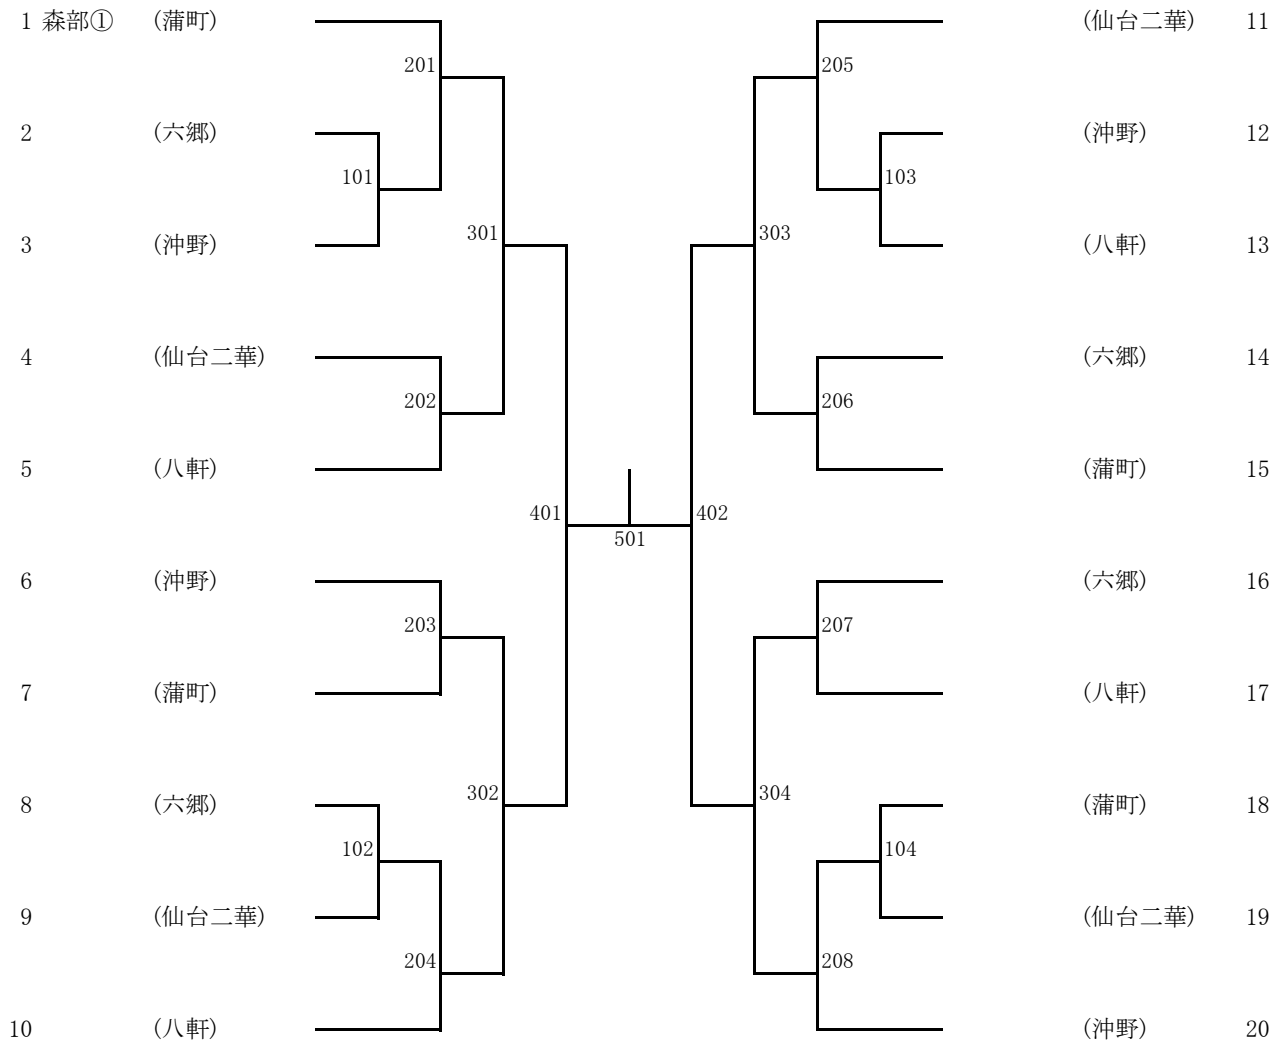 1 森部① (蒲町) (仙台二華) 11
201 205
2 (六郷) (沖野) 12
101 103
3 (沖野) 301 303 (八軒) 13
4 (仙台二華) (六郷) 14
202 206
5 (八軒) (蒲町) 15
401 402
501
6 (沖野) (六郷) 16
203 207
7 (蒲町) (八軒) 17
8 (六郷) 302 304 (蒲町) 18
102 104
9 (仙台二華) (仙台二華) 19
204 208
10 (八軒) (沖野) 20